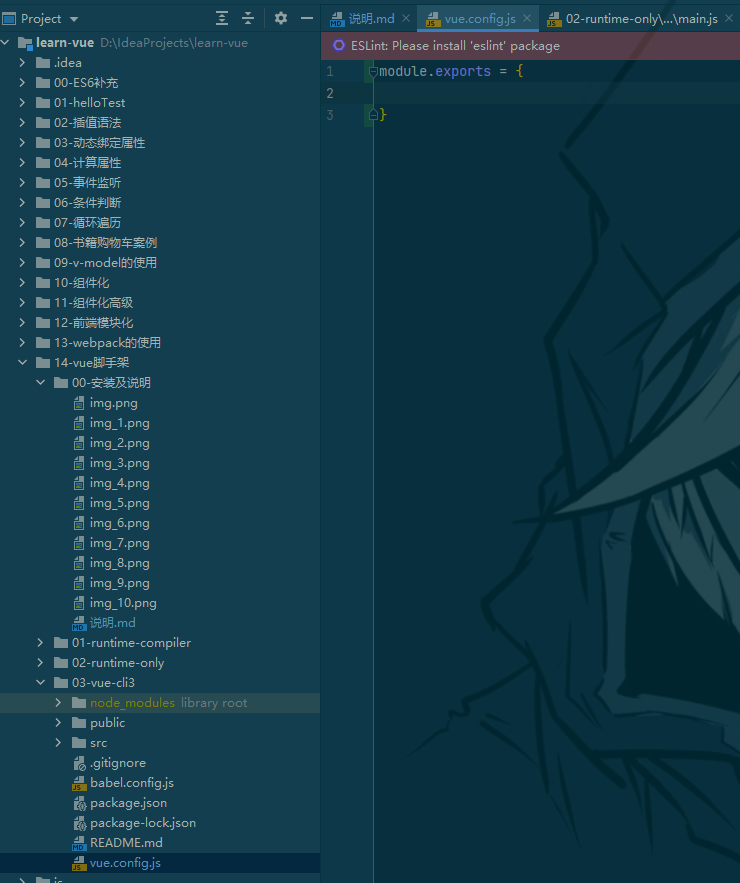 Project
说明.md
vue.config.js
02-runtime-only\...\main.js
learn-vue D:\IdeaProjects\learn-vue
ESLint: Please install 'eslint' package
.idea
00-ES6补充
01-helloTest
02-插值语法
03-动态绑定属性
04-计算属性
05-事件监听
06-条件判断
07-循环遍历
08-书籍购物车案例
09-v-model的使用
10-组件化
11-组件化高级
12-前端模块化
13-webpack的使用
14-vue脚手架
00-安装及说明
img.png
img_1.png
img_2.png
img_3.png
img_4.png
img_5.png
img_6.png
img_7.png
img_8.png
img_9.png
img_10.png
说明.md
01-runtime-compiler
02-runtime-only
03-vue-cli3
node_modules library root
public
src
.gitignore
babel.config.js
package.json
package-lock.json
README.md
vue.config.js
1 module.exports = {
2
3 }